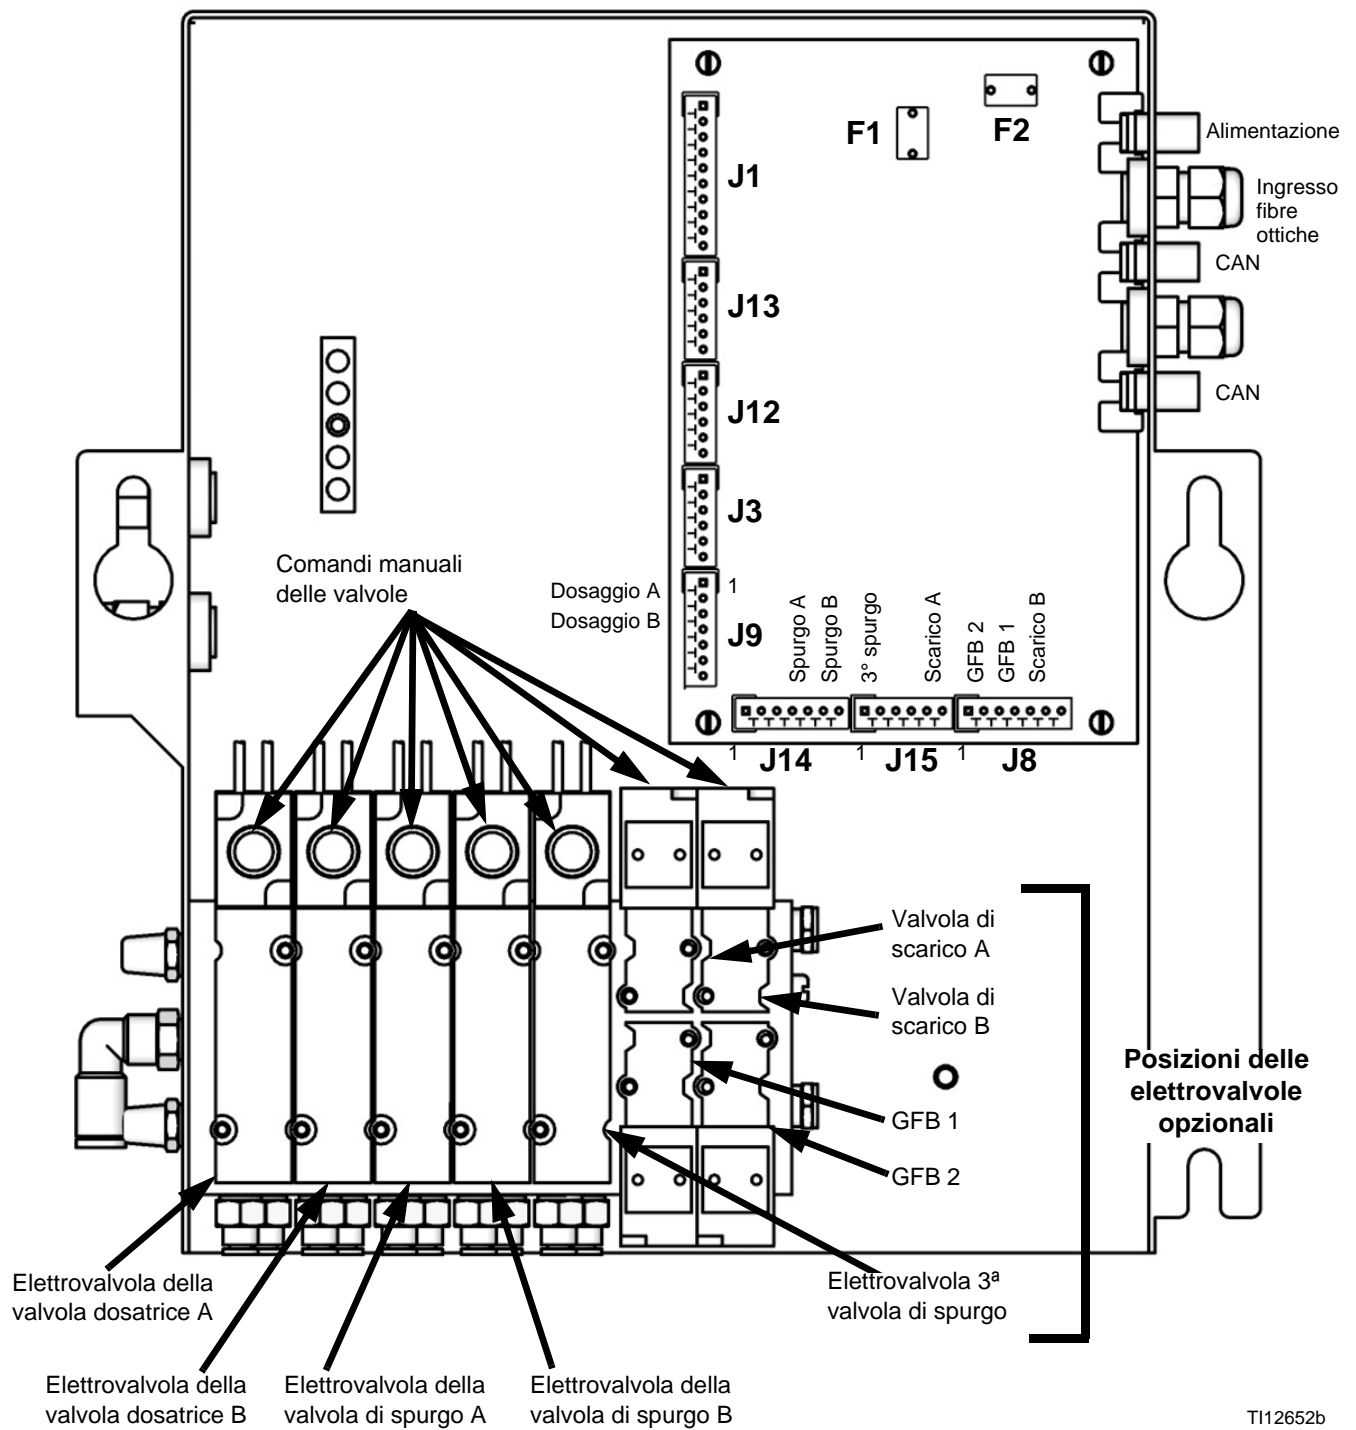 F1
F2
Alimentazione
J1
Ingresso
fibre
ottiche
CAN
J13
CAN
J12
J3
Comandi manuali
delle valvole
Dosaggio A
Dosaggio B
1
J9
Spurgo A
Spurgo B
3° spurgo
Scarico A
GFB 2
GFB 1
Scarico B
1
J14
1
J15
1
J8
Valvola di
scarico A
Valvola di
scarico B
Posizioni delle
elettrovalvole
opzionali
GFB 1
GFB 2
Elettrovalvola della
valvola dosatrice A
Elettrovalvola 3ª
valvola di spurgo
Elettrovalvola della
valvola dosatrice B
Elettrovalvola della
valvola di spurgo A
Elettrovalvola della
valvola di spurgo B
TI12652b